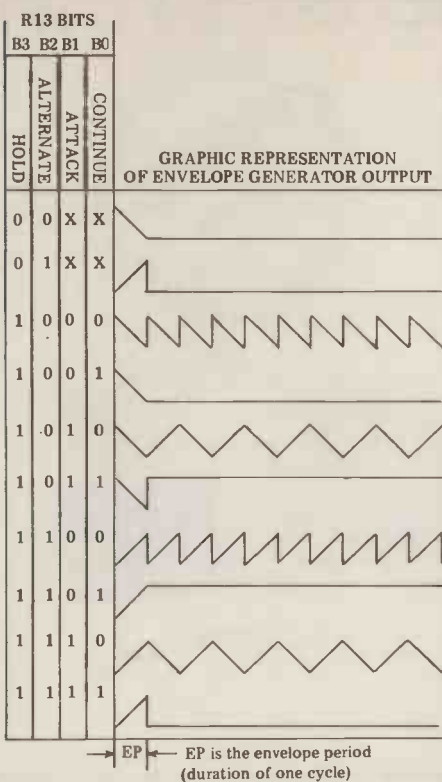 R13 BITS
B3 B2 B1 B0
HOLD
ALTERNATE
ATTACK
CONTINUE
GRAPHIC REPRESENTATION
OF ENVELOPE GENERATOR OUTPUT
0 0 X X
0 1 X X
1 0 0 0
1 0 0 1
1 0 1 0
1 0 1 1
1 1 0 0
1 1 0 1
1 1 1 0
1 1 1 1
EP EP is the envelope period
(duration of one cycle)